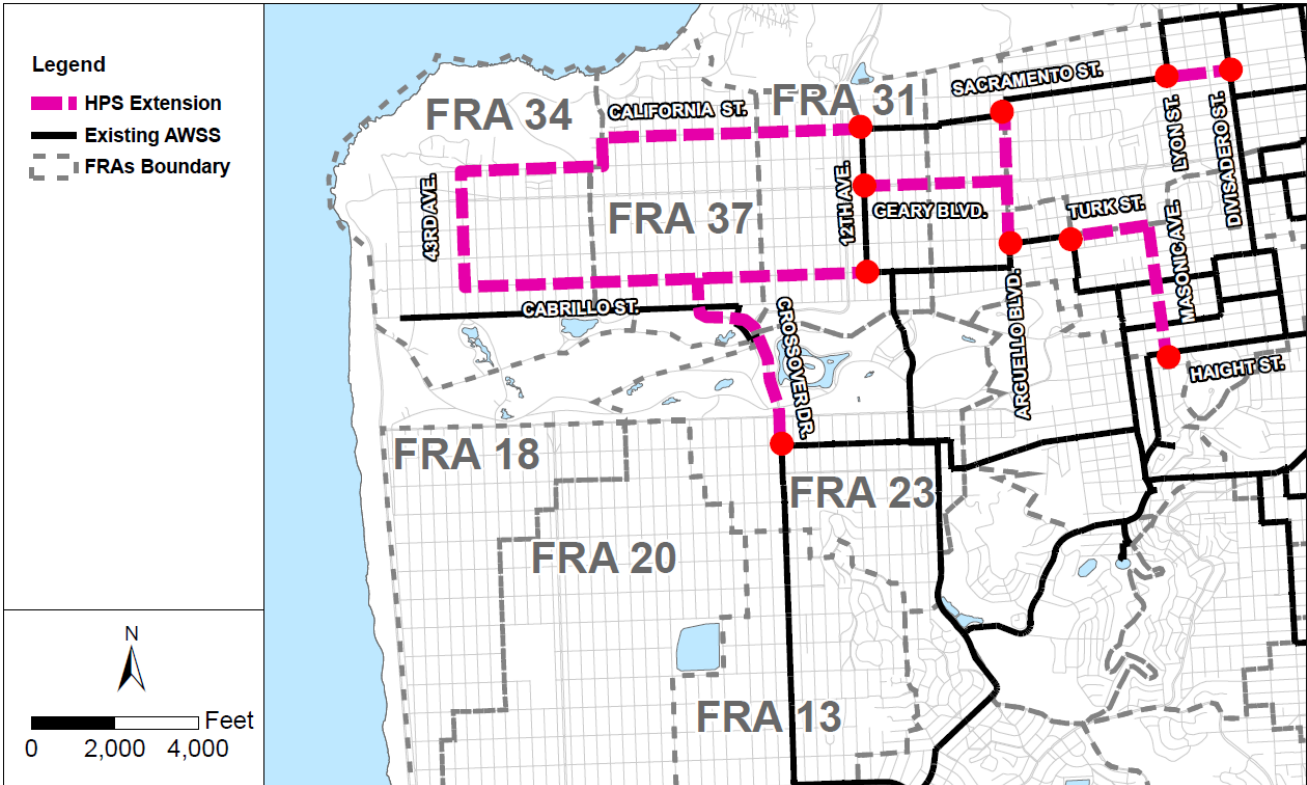 Legend
HPS Extension
Existing AWSS
FRAs Boundary
N
Feet
0 2,000 4,000
FRA 34
CALIFORNIA ST.
FRA 31
SACRAMENTO ST.
LYON ST.
DIVISADERO ST.
43RD AVE.
FRA 37
12TH AVE.
GEARY BLVD.
TURK ST.
MASONIC AVE.
CABRILLO ST.
CROSSOVER DR.
ARGUELLO BLVD.
HAIGHT ST.
FRA 18
FRA 23
FRA 20
FRA 13